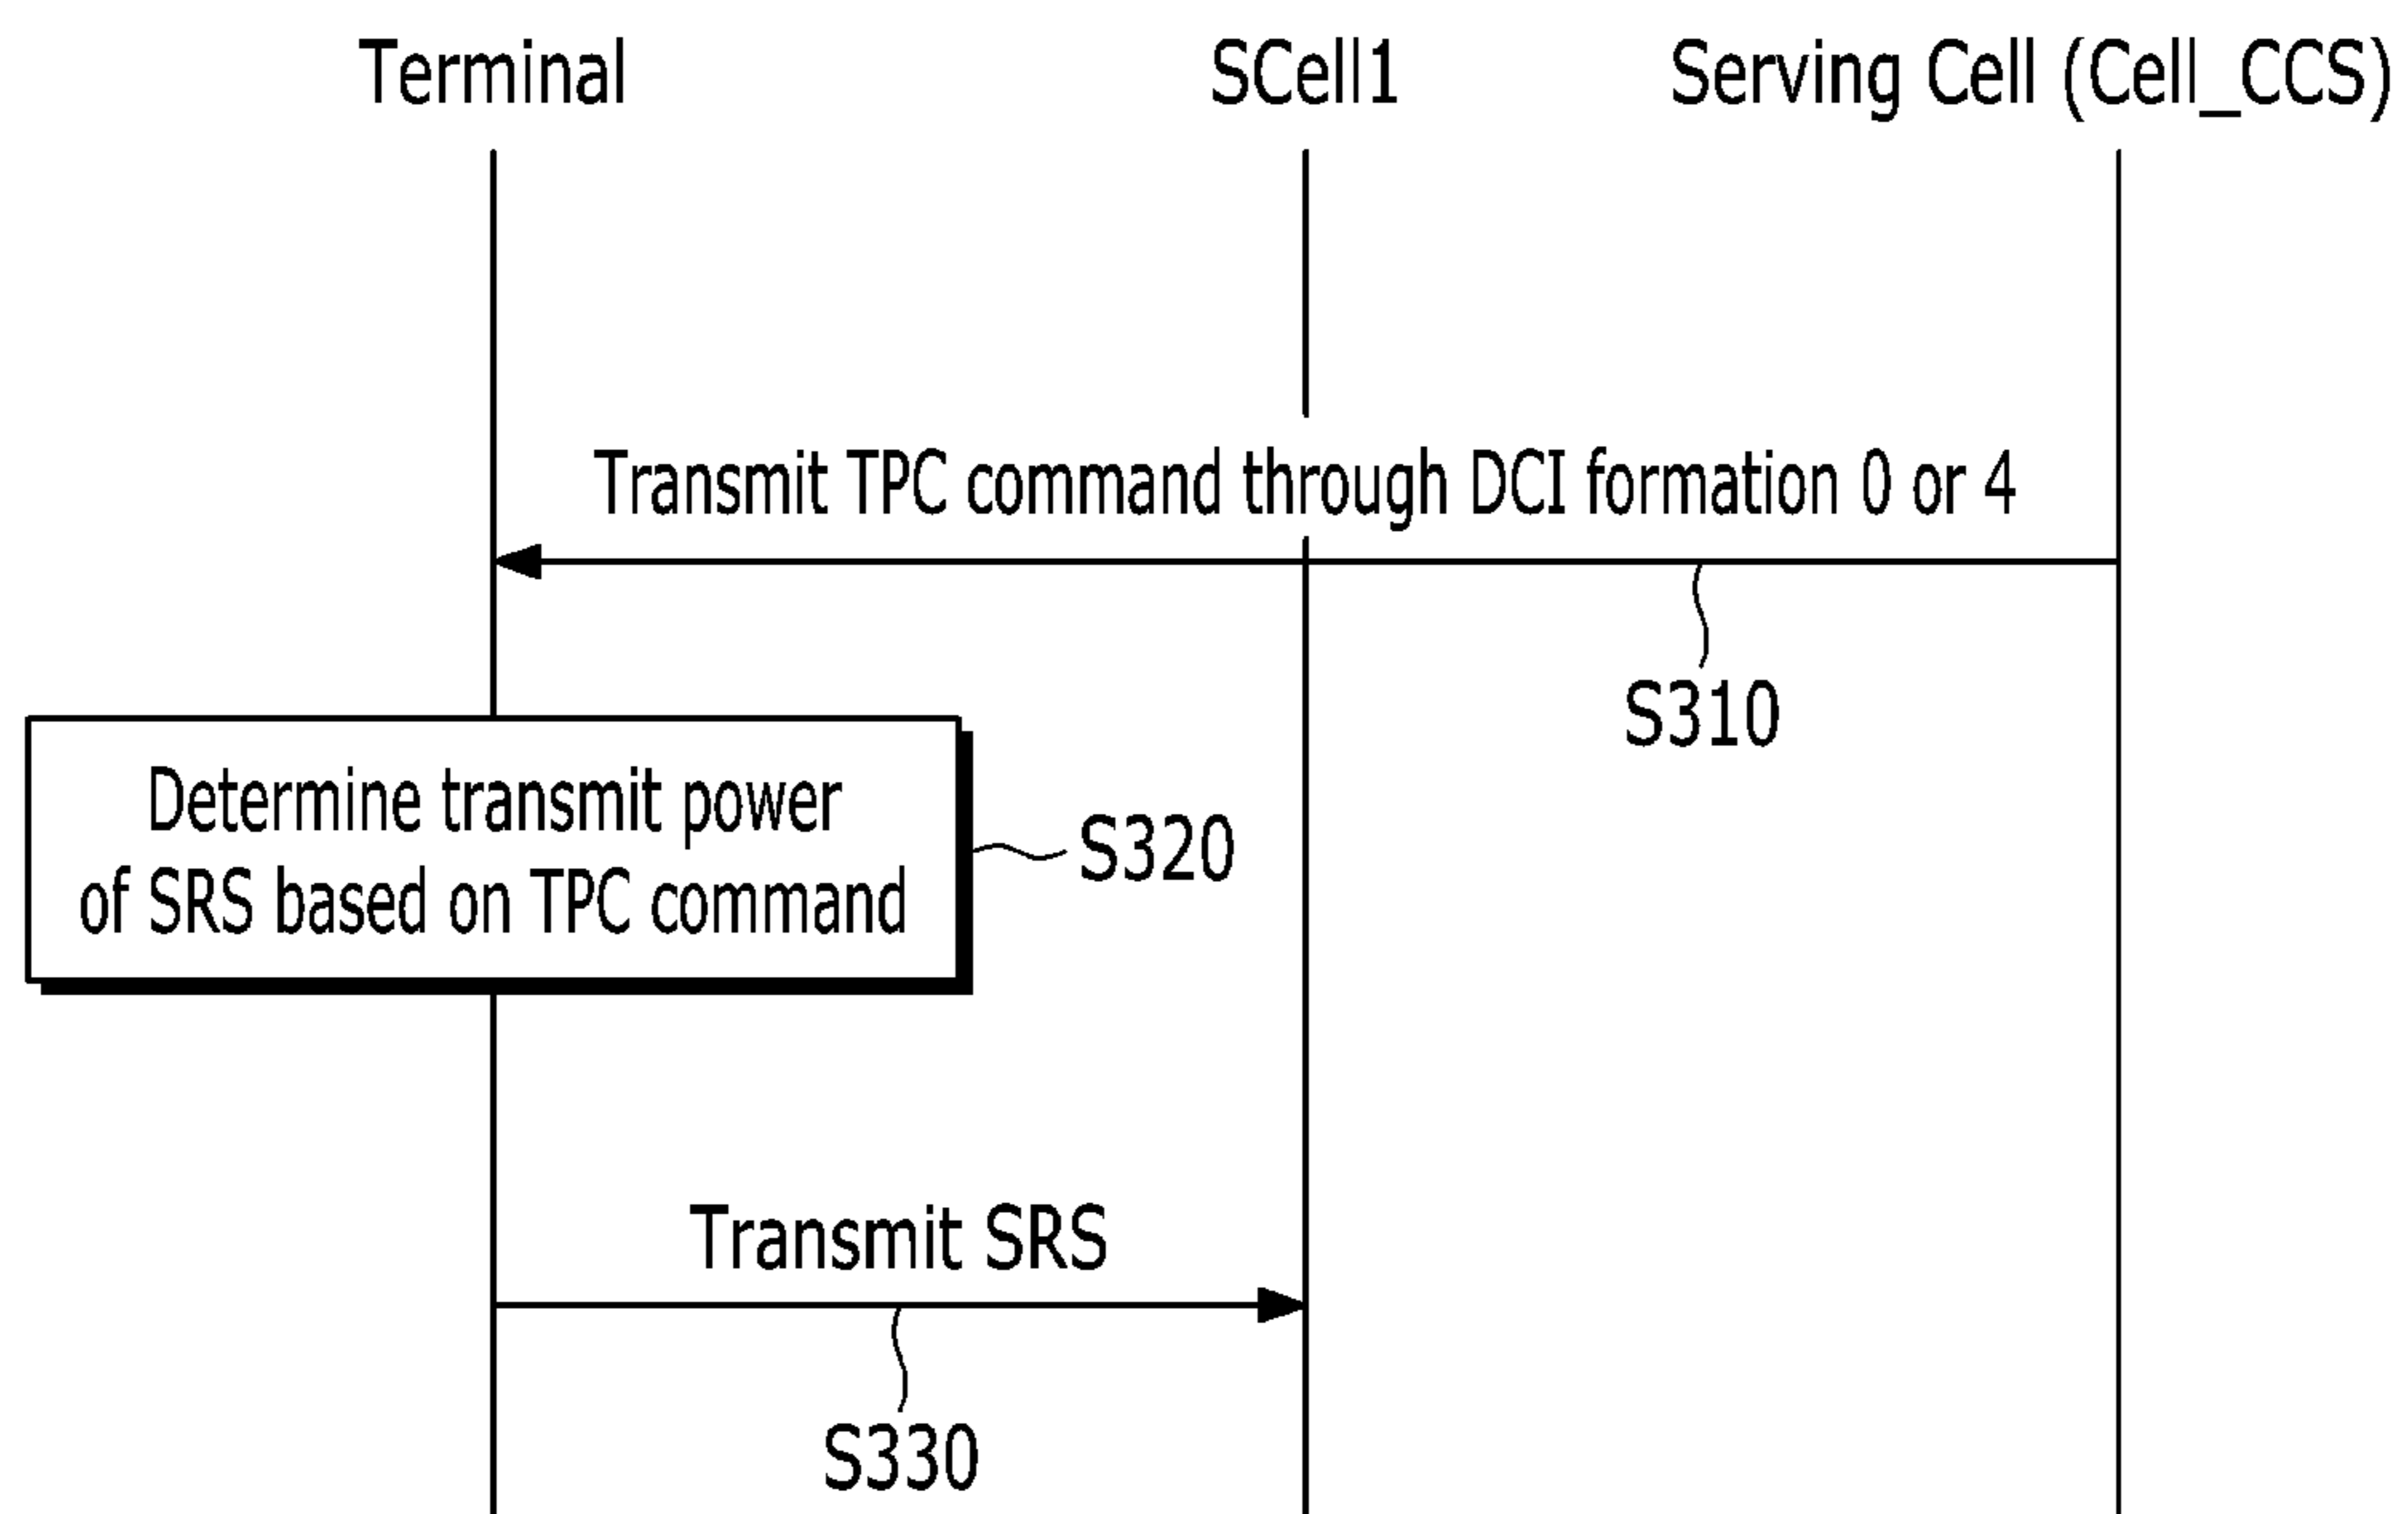 Terminal
SCell1
Serving Cell (Cell_CCS)
Transmit TPC command through DCI formation 0 or 4
S310
Determine transmit power
of SRS based on TPC command
S320
Transmit SRS
S330